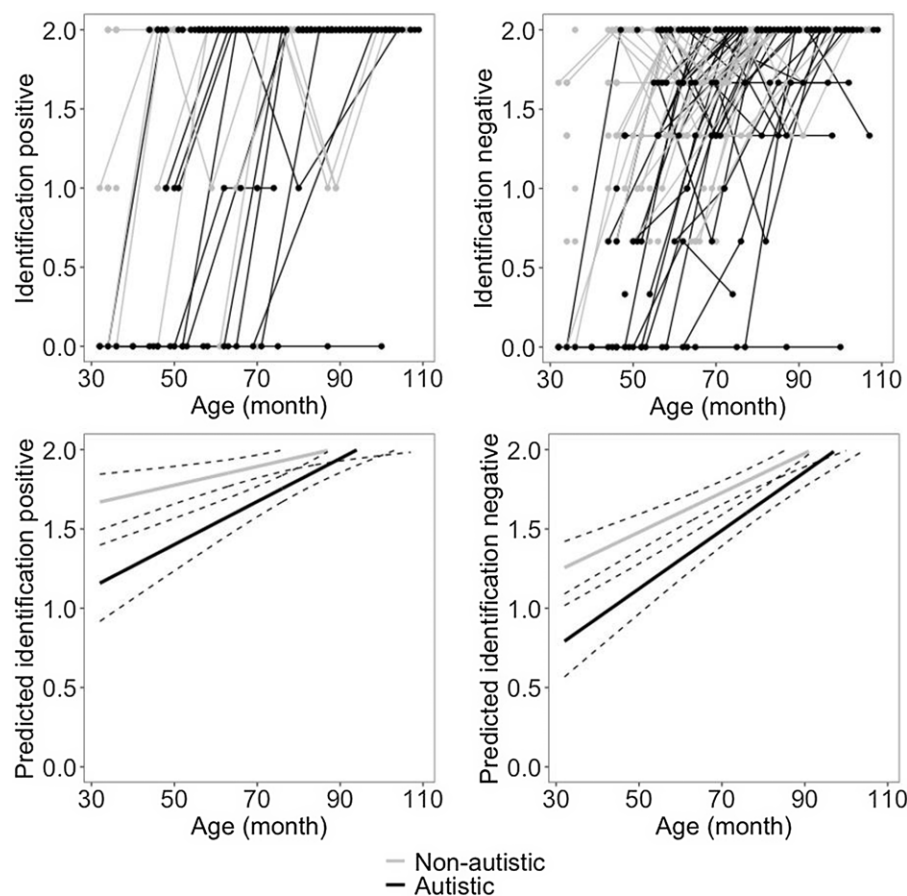 Identification positive
2.0
1.5
1.0
0.5
0.0
30 50 70 90 110
Age (month)
Identification negative
2.0
1.5
1.0
0.5
0.0
30 50 70 90 110
Age (month)
Predicted identification positive
2.0
1.5
1.0
0.5
0.0
30 50 70 90 110
Age (month)
Predicted identification negative
2.0
1.5
1.0
0.5
0.0
30 50 70 90 110
Age (month)
Non-autistic
Autistic